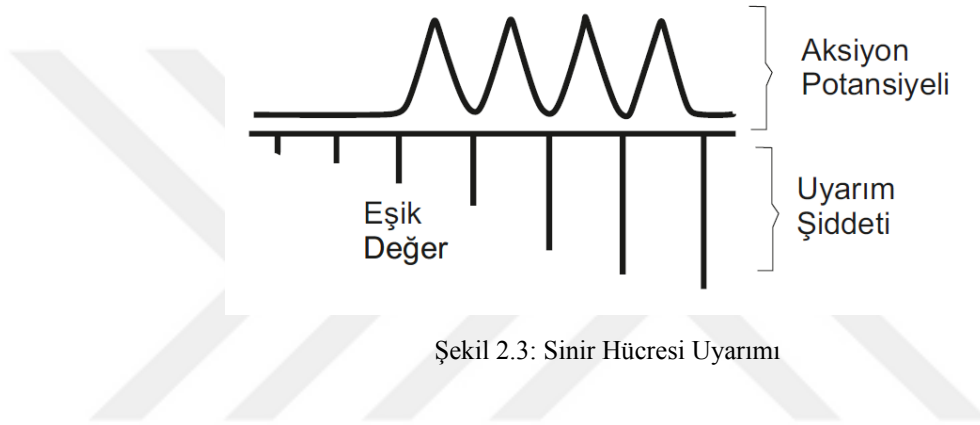 Aksiyon
Potansiyeli
Eşik
Değer
Uyarım
Şiddeti
Şekil 2.3: Sinir Hücresi Uyarımı